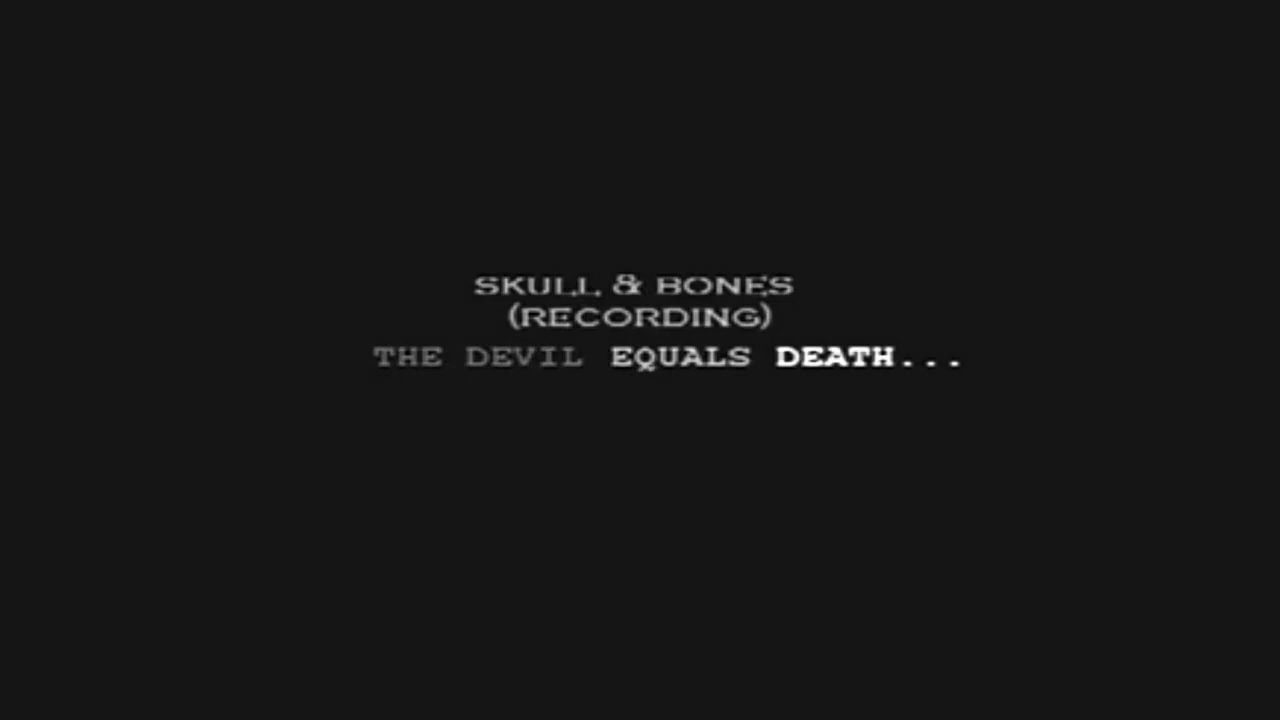 SKULL & BONES
(RECORDING)
THE DEVIL EQUALS DEATH...